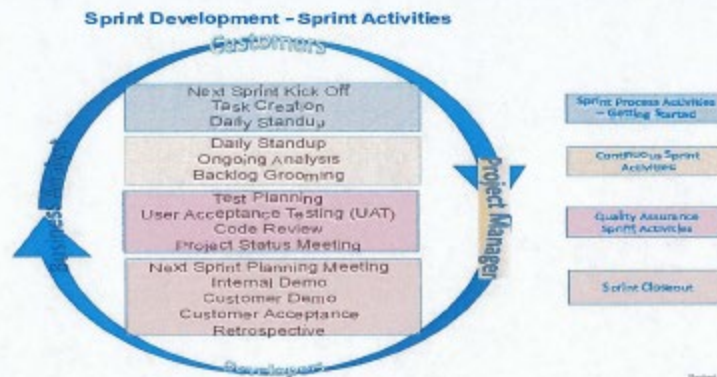 Sprint Development – Sprint Activities
Customers
Next Sprint Kick Off
Task Creation
Daily Standup
Daily Standup
Ongoing Analysis
Backlog Grooming
Test Planning
User Acceptance Testing (UAT)
Code Review
Project Status Meeting
Next Sprint Planning Meeting
Internal Demo
Customer Demo
Customer Acceptance
Retrospective
Business Analyst
Project Manager
Developers
Sprint Process Activities
– Getting Started
Continuous Sprint
Activities
Quality Assurance
Sprint Activities
Sprint Closeout